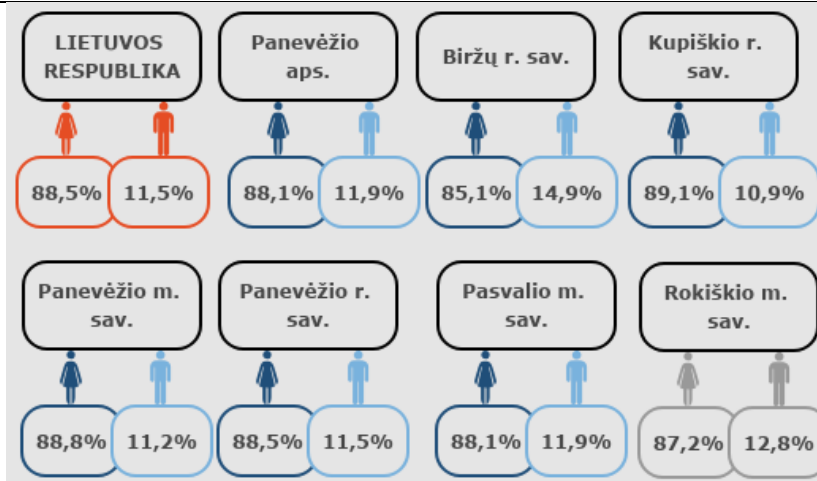 LIETUVOS
RESPUBLIKA
88,5% 11,5%
Panevėžio
aps.
88,1% 11,9%
Biržų r. sav.
85,1% 14,9%
Kupiškio r.
sav.
89,1% 10,9%
Panevėžio m.
sav.
88,8% 11,2%
Panevėžio r.
sav.
88,5% 11,5%
Pasvalio m.
sav.
88,1% 11,9%
Rokiškio m.
sav.
87,2% 12,8%